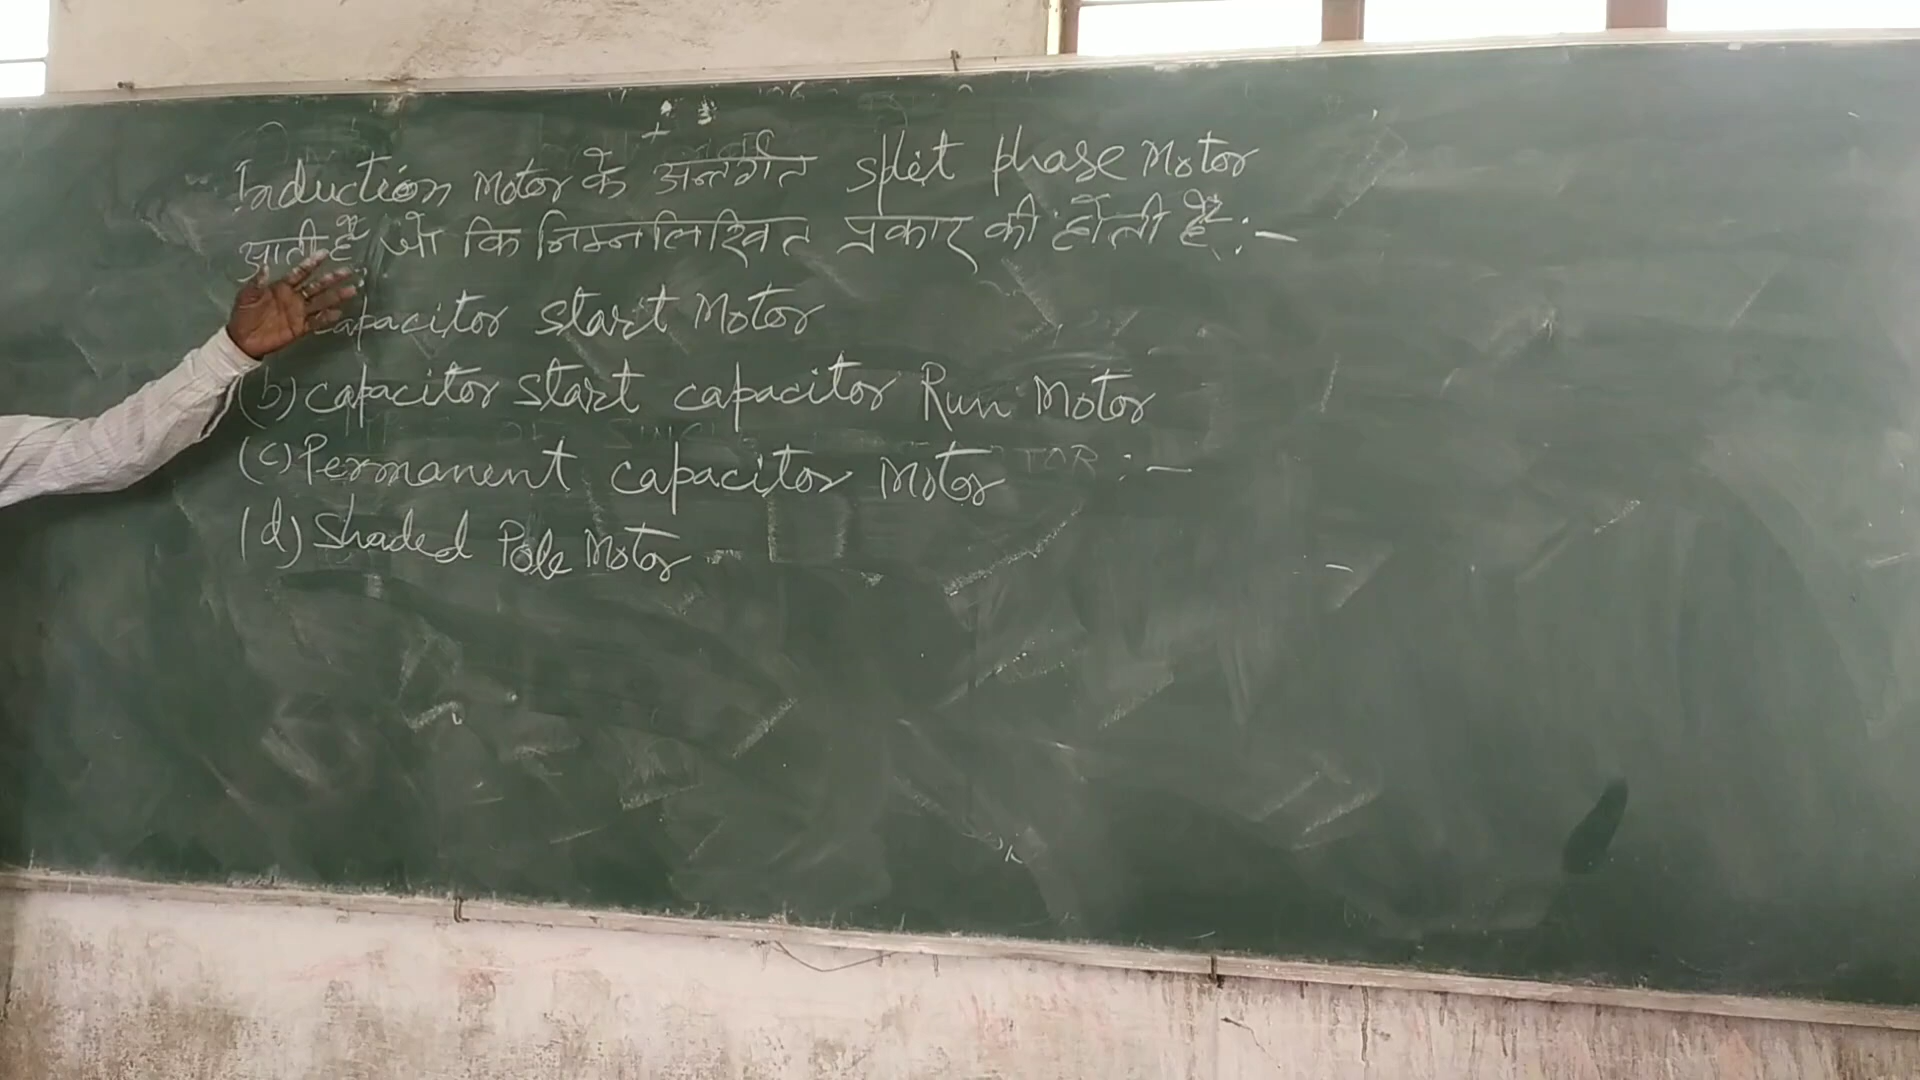 Induction Motor के अन्तर्गत split phase Motor
आती हैं जो कि निम्नलिखित प्रकार की होती हैं :-
capacitor start Motor
(b) capacitor start capacitor Run Motor
(c) Permanent capacitor Motor TOR :-
(d) Shaded Pole Motor